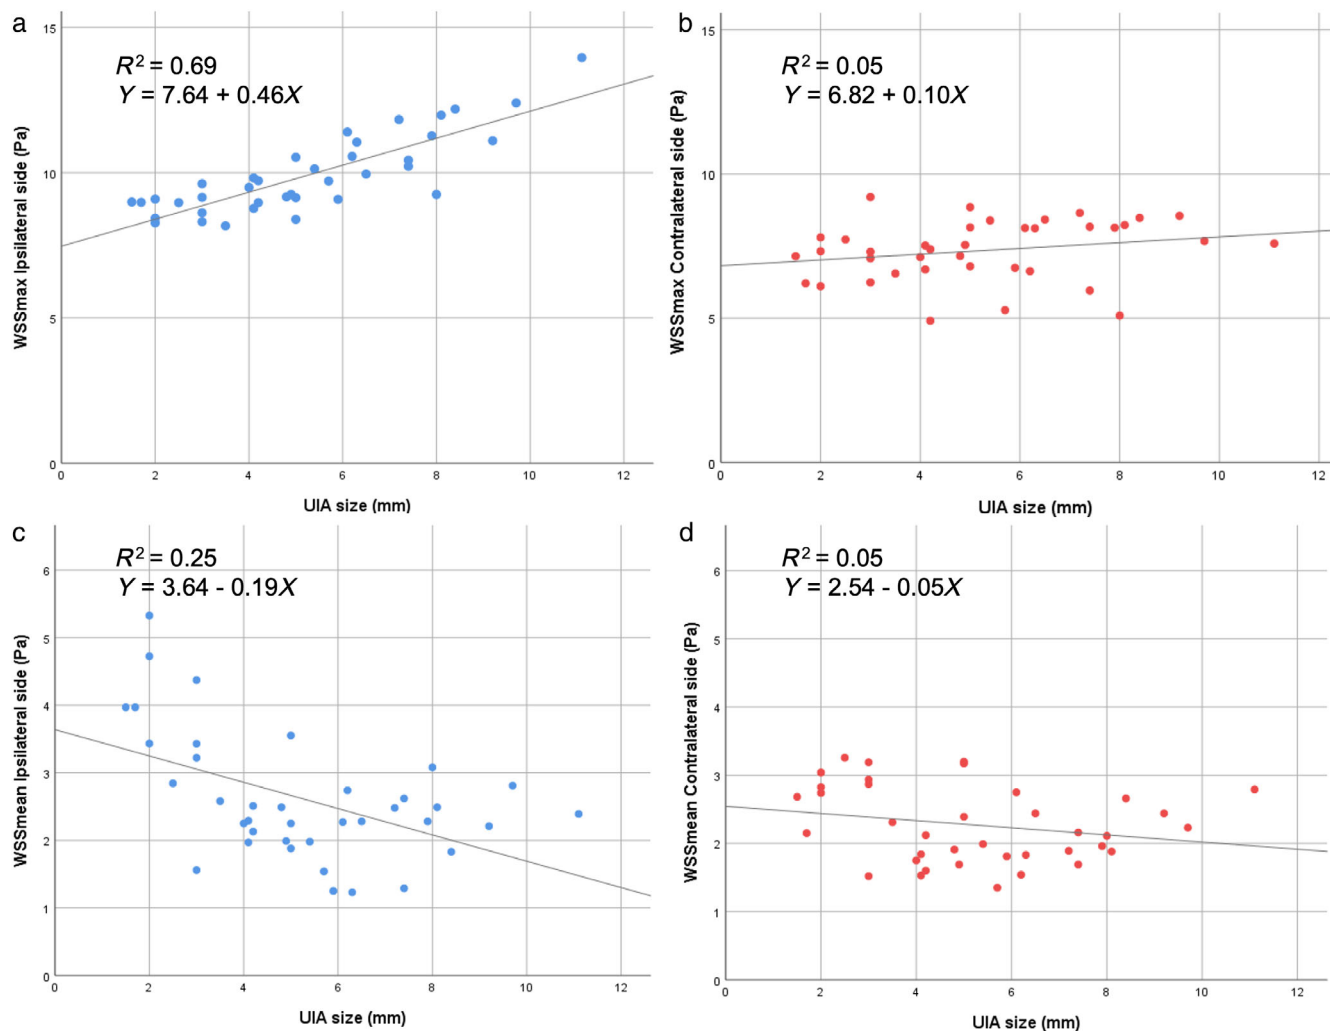 a
R² = 0.69
Y = 7.64 + 0.46X
WSSmax Ipsilateral side (Pa)
15
10
5
0
0 2 4 6 8 10 12
UIA size (mm)
b
R² = 0.05
Y = 6.82 + 0.10X
WSSmax Contralateral side (Pa)
15
10
5
0
0 2 4 6 8 10 12
UIA size (mm)
c
R² = 0.25
Y = 3.64 - 0.19X
WSSmean Ipsilateral side (Pa)
6
5
4
3
2
1
0
0 2 4 6 8 10 12
UIA size (mm)
d
R² = 0.05
Y = 2.54 - 0.05X
WSSmean Contralateral side (Pa)
6
5
4
3
2
1
0
0 2 4 6 8 10 12
UIA size (mm)